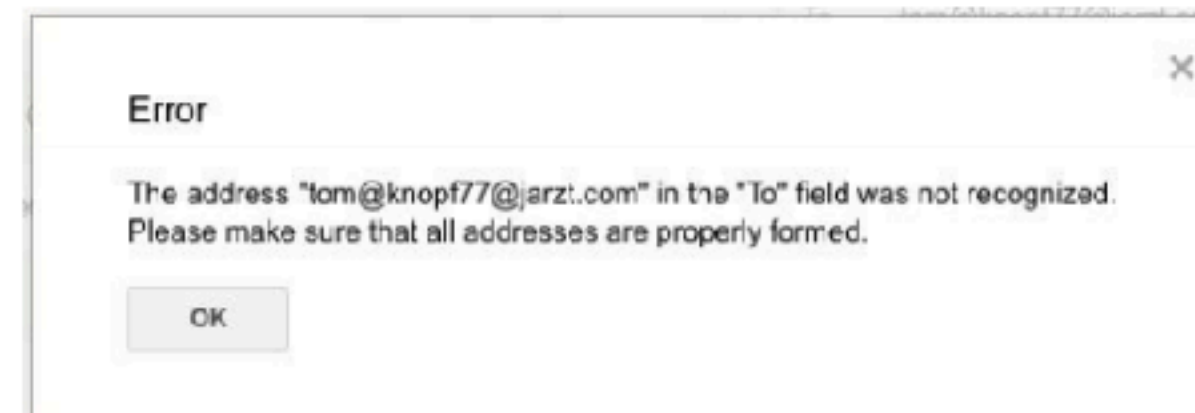 Error
The address "tom@knopf77@jarzt.com" in the "To" field was not recognized.
Please make sure that all addresses are properly formed.
OK